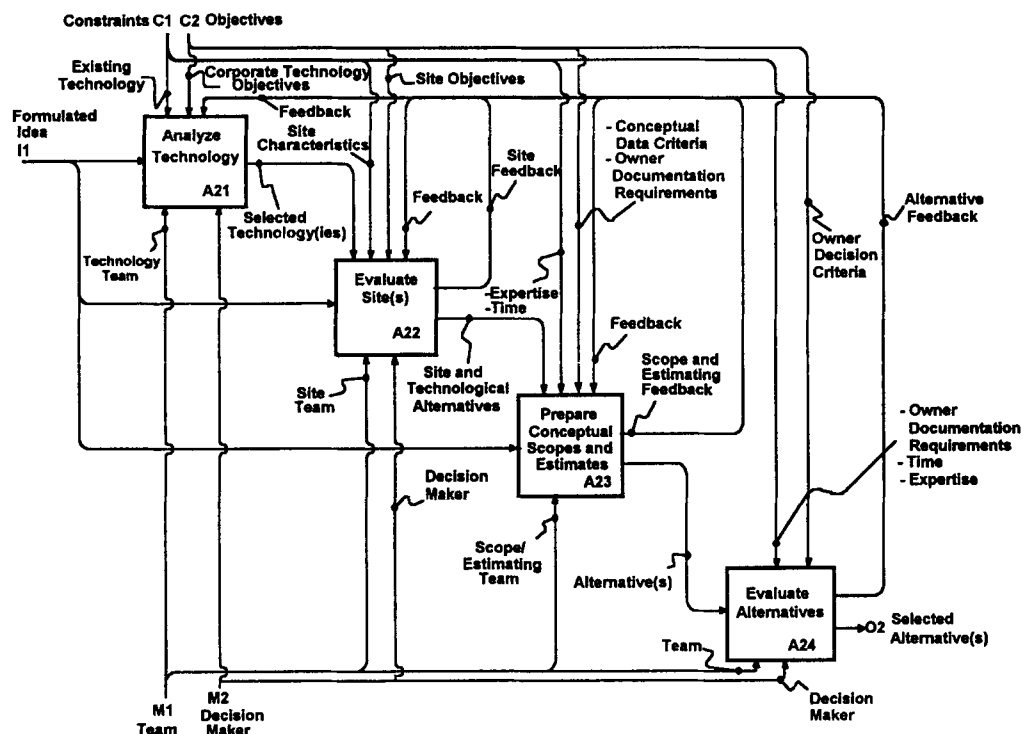 Constraints C1 C2 Objectives
Existing
Technology
Corporate Technology
Objectives
Feedback
Site Objectives
Formulated
Idea
I1
Analyze
Technology
A21
Site
Characteristics
Selected
Technology(ies)
Feedback
Site
Feedback
- Conceptual
Data Criteria
- Owner
Documentation
Requirements
Alternative
Feedback
Owner
Decision
Criteria
Technology
Team
Evaluate
Site(s)
A22
-Expertise
-Time
Feedback
Site
Team
Site and
Technological
Alternatives
Scope and
Estimating
Feedback
Prepare
Conceptual
Scopes and
Estimates
A23
- Owner
Documentation
Requirements
- Time
- Expertise
Decision
Maker
Scope/
Estimating
Team
Alternative(s)
Evaluate
Alternatives
A24
O2 Selected
Alternative(s)
Team
Decision
Maker
M1
Team
M2
Decision
Maker